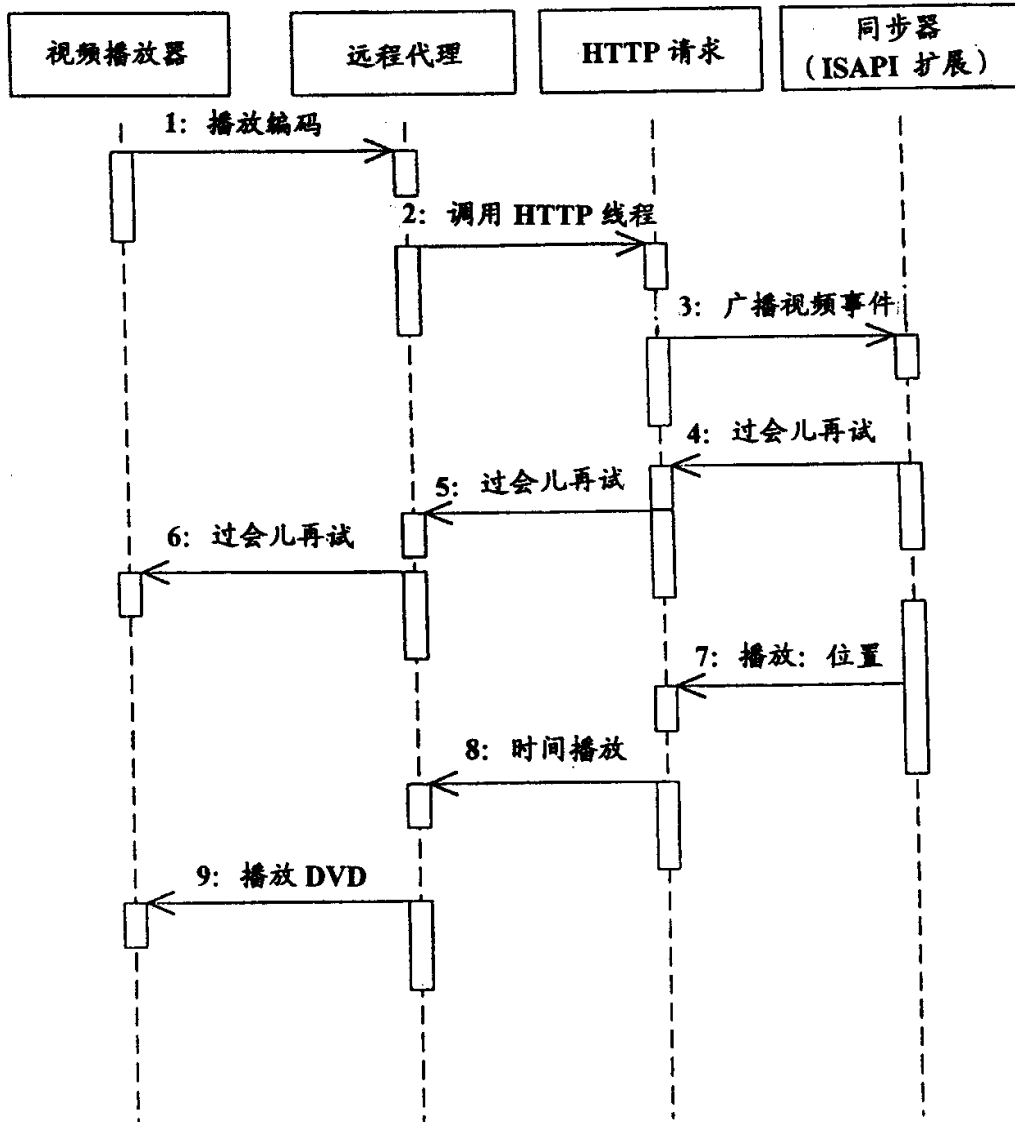 视频播放器
远程代理
HTTP 请求
同步器
（ISAPI 扩展）
1：播放编码
2：调用 HTTP 线程
3：广播视频事件
4：过会儿再试
5：过会儿再试
6：过会儿再试
7：播放：位置
8：时间播放
9：播放 DVD